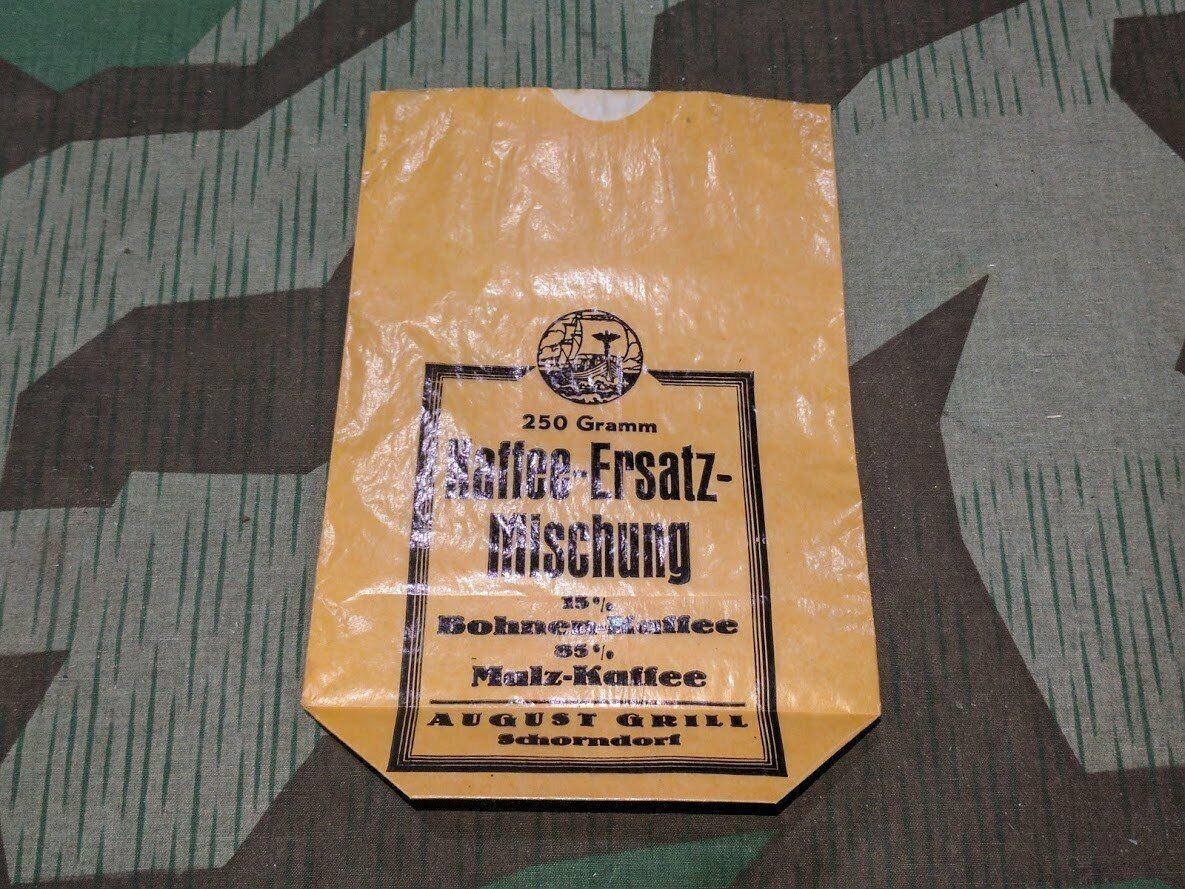 250 Gramm
Kaffee-Ersatz-
Mischung
15%
Bohnen-Kaffee
85%
Malz-Kaffee
AUGUST GRILL
Schorndorf